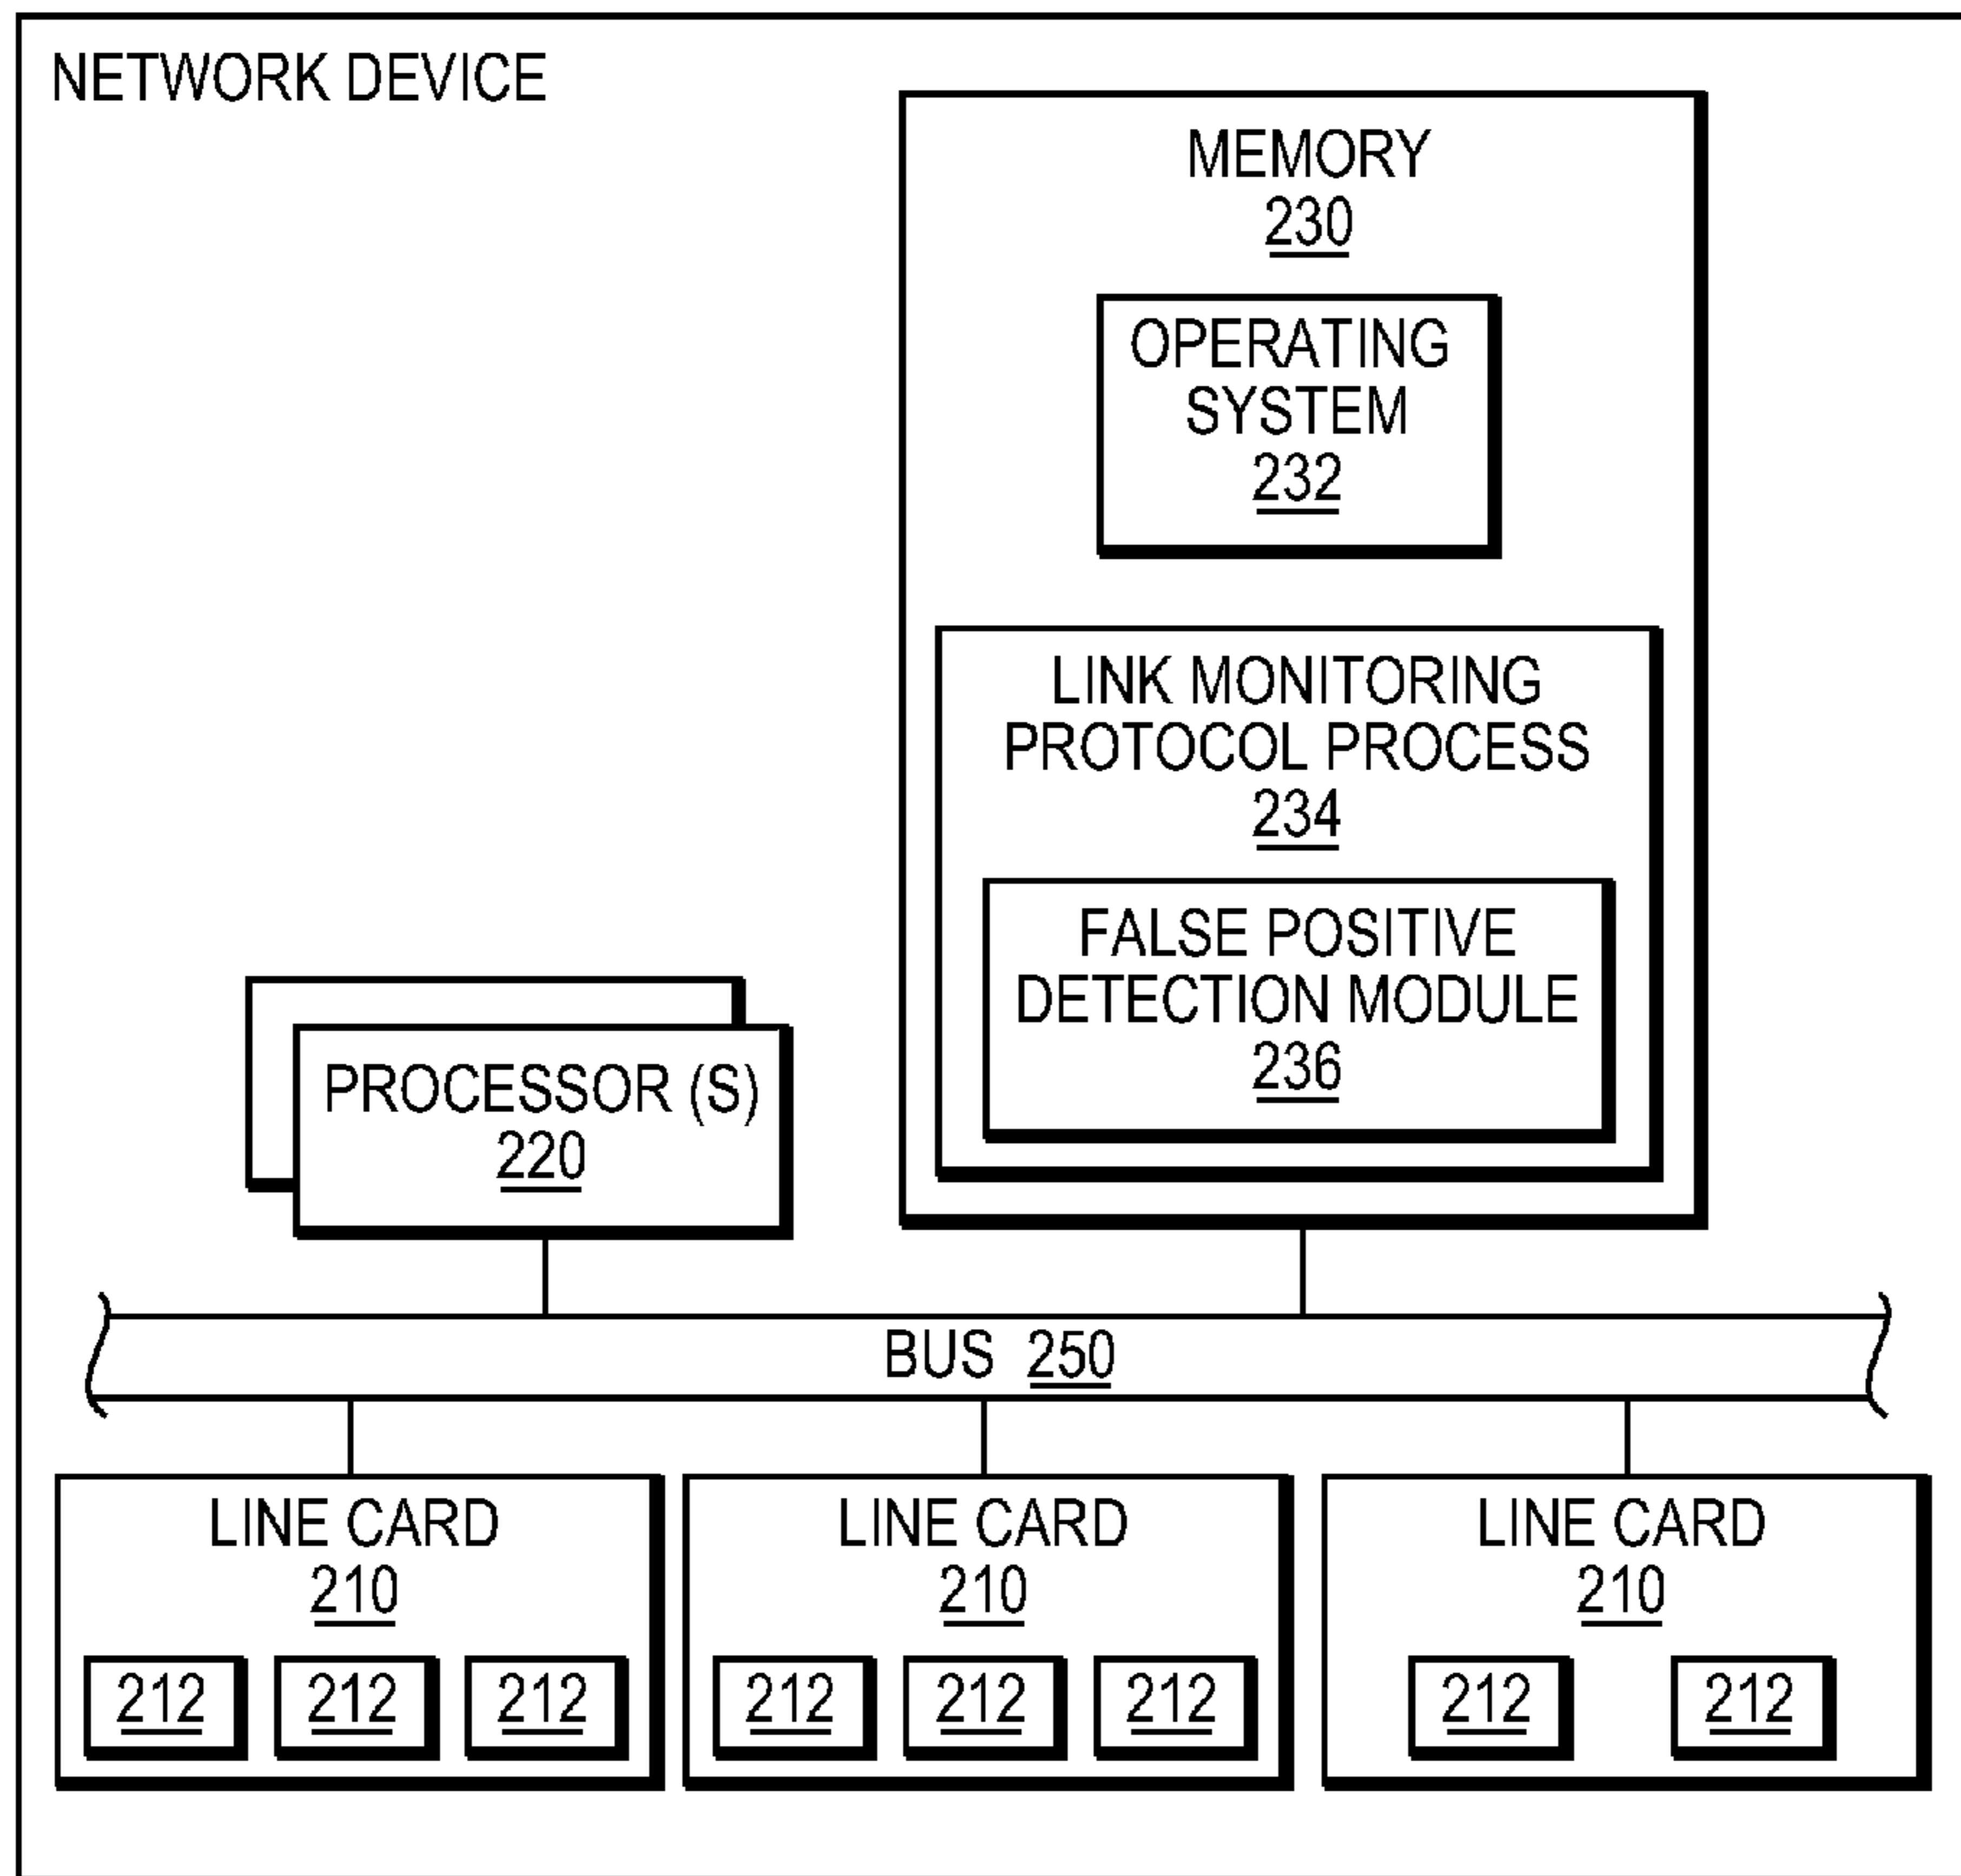 NETWORK DEVICE
MEMORY
230
OPERATING
SYSTEM
232
LINK MONITORING
PROTOCOL PROCESS
234
FALSE POSITIVE
DETECTION MODULE
236
PROCESSOR (S)
220
BUS 250
LINE CARD
210
212 212 212
LINE CARD
210
212 212 212
LINE CARD
210
212 212